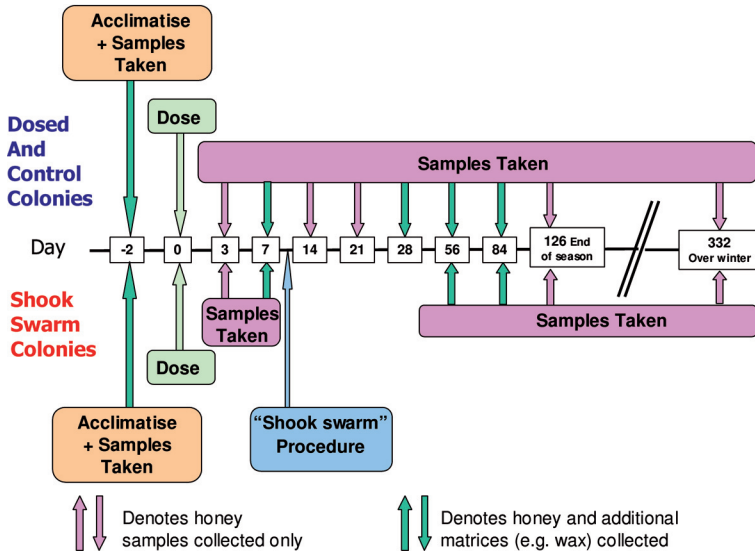 Acclimatise
+ Samples
Taken
Dosed
And
Control
Colonies
Dose
Samples Taken
Day
-2
0
3
7
14
21
28
56
84
126 End
of season
332
Over winter
Shook
Swarm
Colonies
Samples
Taken
Samples Taken
Dose
Acclimatise
+ Samples
Taken
“Shook swarm”
Procedure
Denotes honey
samples collected only
Denotes honey and additional
matrices (e.g. wax) collected